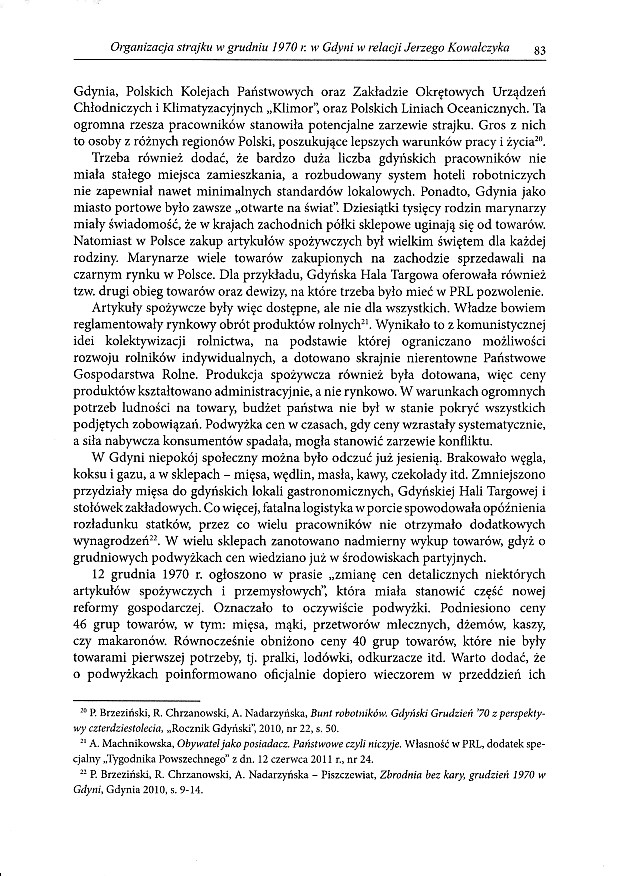 Organizacja strajku w grudniu 1970 r. w Gdyni w relacji Jerzego Kowalczyka 83
Gdynia, Polskich Kolejach Państwowych oraz Zakładzie Okrętowych Urządzeń
Chłodniczych i Klimatyzacyjnych „Klimor”, oraz Polskich Liniach Oceanicznych. Ta
ogromna rzesza pracowników stanowiła potencjalne zarzewie strajku. Gros z nich
to osoby z różnych regionów Polski, poszukujące lepszych warunków pracy i życia²⁰.
Trzeba również dodać, że bardzo duża liczba gdyńskich pracowników nie
miała stałego miejsca zamieszkania, a rozbudowany system hoteli robotniczych
nie zapewniał nawet minimalnych standardów lokalowych. Ponadto, Gdynia jako
miasto portowe było zawsze „otwarte na świat”. Dziesiątki tysięcy rodzin marynarzy
miały świadomość, że w krajach zachodnich półki sklepowe uginają się od towarów.
Natomiast w Polsce zakup artykułów spożywczych był wielkim świętem dla każdej
rodziny. Marynarze wiele towarów zakupionych na zachodzie sprzedawali na
czarnym rynku w Polsce. Dla przykładu, Gdyńska Hala Targowa oferowała również
tzw. drugi obieg towarów oraz dewizy, na które trzeba było mieć w PRL pozwolenie.
Artykuły spożywcze były więc dostępne, ale nie dla wszystkich. Władze bowiem
reglamentowały rynkowy obrót produktów rolnych²¹. Wynikało to z komunistycznej
idei kolektywizacji rolnictwa, na podstawie której ograniczano możliwości
rozwoju rolników indywidualnych, a dotowano skrajnie nierentowne Państwowe
Gospodarstwa Rolne. Produkcja spożywcza również była dotowana, więc ceny
produktów kształtowano administracyjnie, a nie rynkowo. W warunkach ogromnych
potrzeb ludności na towary, budżet państwa nie był w stanie pokryć wszystkich
podjętych zobowiązań. Podwyżka cen w czasach, gdy ceny wzrastały systematycznie,
a siła nabywcza konsumentów spadała, mogła stanowić zarzewie konfliktu.
W Gdyni niepokój społeczny można było odczuć już jesienią. Brakowało węgla,
koksu i gazu, a w sklepach – mięsa, wędlin, masła, kawy, czekolady itd. Zmniejszono
przydziały mięsa do gdyńskich lokali gastronomicznych, Gdyńskiej Hali Targowej i
stołówek zakładowych. Co więcej, fatalna logistyka w porcie spowodowała opóźnienia
rozładunku statków, przez co wielu pracowników nie otrzymało dodatkowych
wynagrodzeń²². W wielu sklepach zanotowano nadmierny wykup towarów, gdyż o
grudniowych podwyżkach cen wiedziano już w środowiskach partyjnych.
12 grudnia 1970 r. ogłoszono w prasie „zmianę cen detalicznych niektórych
artykułów spożywczych i przemysłowych”, która miała stanowić część nowej
reformy gospodarczej. Oznaczało to oczywiście podwyżki. Podniesiono ceny
46 grup towarów, w tym: mięsa, mąki, przetworów mlecznych, dżemów, kaszy,
czy makaronów. Równocześnie obniżono ceny 40 grup towarów, które nie były
towarami pierwszej potrzeby, tj. pralki, lodówki, odkurzacze itd. Warto dodać, że
o podwyżkach poinformowano oficjalnie dopiero wieczorem w przeddzień ich
²⁰ P. Brzeziński, R. Chrzanowski, A. Nadarzyńska, Bunt robotników. Gdyński Grudzień ’70 z perspekty-
wy czterdziestolecia, „Rocznik Gdyński”, 2010, nr 22, s. 50.
²¹ A. Machnikowska, Obywatel jako posiadacz. Państwowe czyli niczyje. Własność w PRL, dodatek spe-
cjalny „Tygodnika Powszechnego” z dn. 12 czerwca 2011 r., nr 24.
²² P. Brzeziński, R. Chrzanowski, A. Nadarzyńska – Piszczewiat, Zbrodnia bez kary, grudzień 1970 w
Gdyni, Gdynia 2010, s. 9-14.